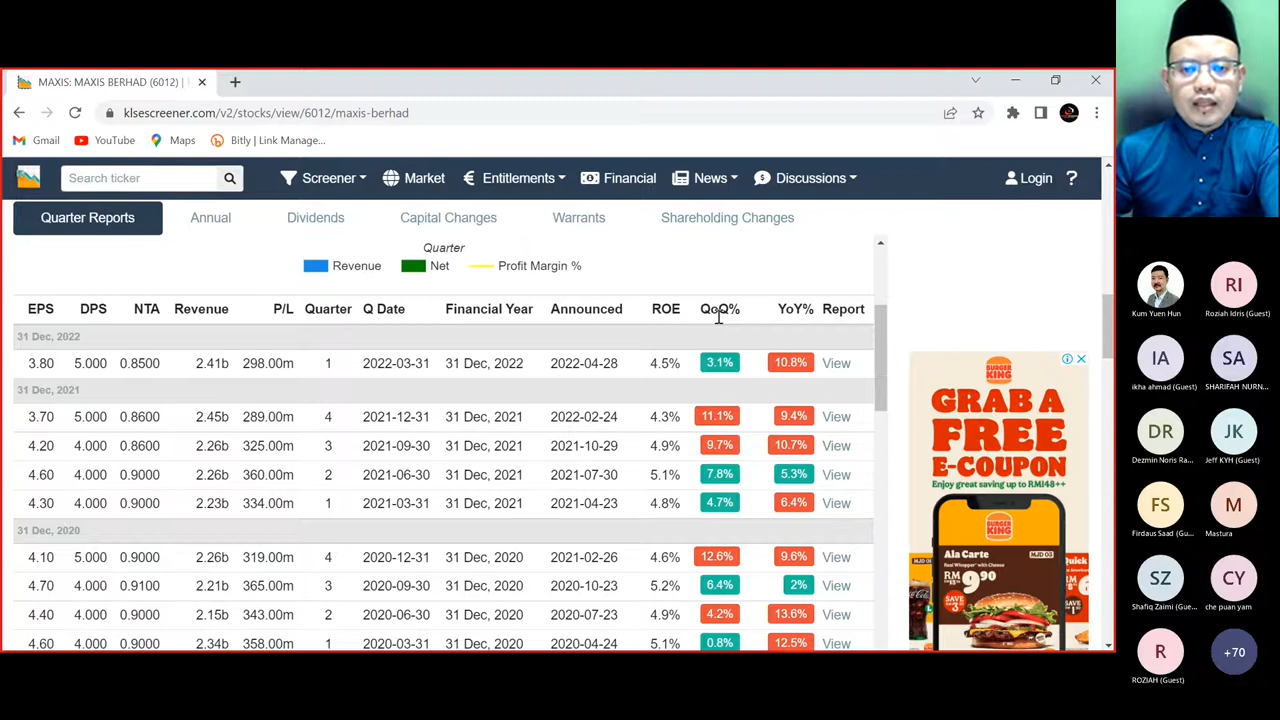 MAXIS: MAXIS BERHAD (6012) |
klsescreener.com/v2/stocks/view/6012/maxis-berhad
Gmail YouTube Maps Bitly | Link Manage...
Search ticker Screener Market € Entitlements Financial News Discussions Login ?
Quarter Reports Annual Dividends Capital Changes Warrants Shareholding Changes
Quarter
Revenue Net Profit Margin %
EPS DPS NTA Revenue P/L Quarter Q Date Financial Year Announced ROE QoQ% YoY% Report
31 Dec, 2022
3.80 5.000 0.8500 2.41b 298.00m 1 2022-03-31 31 Dec, 2022 2022-04-28 4.5% 3.1% 10.8% View
31 Dec, 2021
3.70 5.000 0.8600 2.45b 289.00m 4 2021-12-31 31 Dec, 2021 2022-02-24 4.3% 11.1% 9.4% View
4.20 4.000 0.8600 2.26b 325.00m 3 2021-09-30 31 Dec, 2021 2021-10-29 4.9% 9.7% 10.7% View
4.60 4.000 0.9000 2.26b 360.00m 2 2021-06-30 31 Dec, 2021 2021-07-30 5.1% 7.8% 5.3% View
4.30 4.000 0.9000 2.23b 334.00m 1 2021-03-31 31 Dec, 2021 2021-04-23 4.8% 4.7% 6.4% View
31 Dec, 2020
4.10 5.000 0.9000 2.26b 319.00m 4 2020-12-31 31 Dec, 2020 2021-02-26 4.6% 12.6% 9.6% View
4.70 4.000 0.9100 2.21b 365.00m 3 2020-09-30 31 Dec, 2020 2020-10-23 5.2% 6.4% 2% View
4.40 4.000 0.9000 2.15b 343.00m 2 2020-06-30 31 Dec, 2020 2020-07-23 4.9% 4.2% 13.6% View
4.60 4.000 0.9000 2.34b 358.00m 1 2020-03-31 31 Dec, 2020 2020-04-24 5.1% 0.8% 12.5% View
BURGER KING
GRAB A
FREE
E-COUPON
Enjoy great saving up to RM148++
BURGER KING
Ala Carte
RM 9.90
Kum Yuen Hun
RI
Roziah Idris (Guest)
IA
ikha ahmad (Guest)
SA
SHARIFAH NURN...
DR
Dezmin Noris Ra...
JK
Jeff KYH (Guest)
FS
Firdaus Saad (Gue...
M
Mastura
SZ
Shafiq Zaimi (Gue...
CY
che puan yam
R
ROZIAH (Guest)
+70